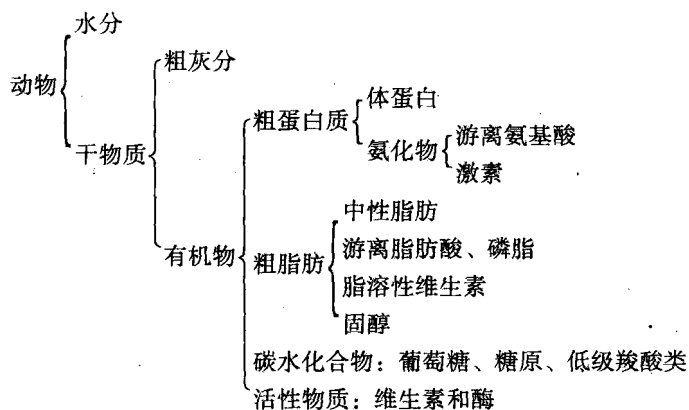 水分
粗灰分
动物
体蛋白
粗蛋白质
游离氨基酸
干物质
氨化物
激素
中性脂肪
游离脂肪酸、磷脂
有机物
粗脂肪
脂溶性维生素
固醇
碳水化合物：葡萄糖、糖原、低级羧酸类
活性物质：维生素和酶